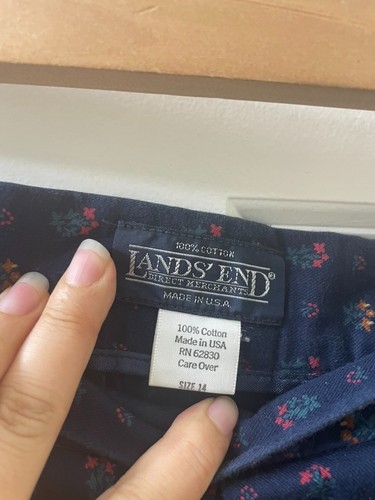 100% COTTON
LANDS' END®
DIRECT MERCHANTS
MADE IN U.S.A.
100% Cotton
Made in USA
RN 62830
Care Over
SIZE 14